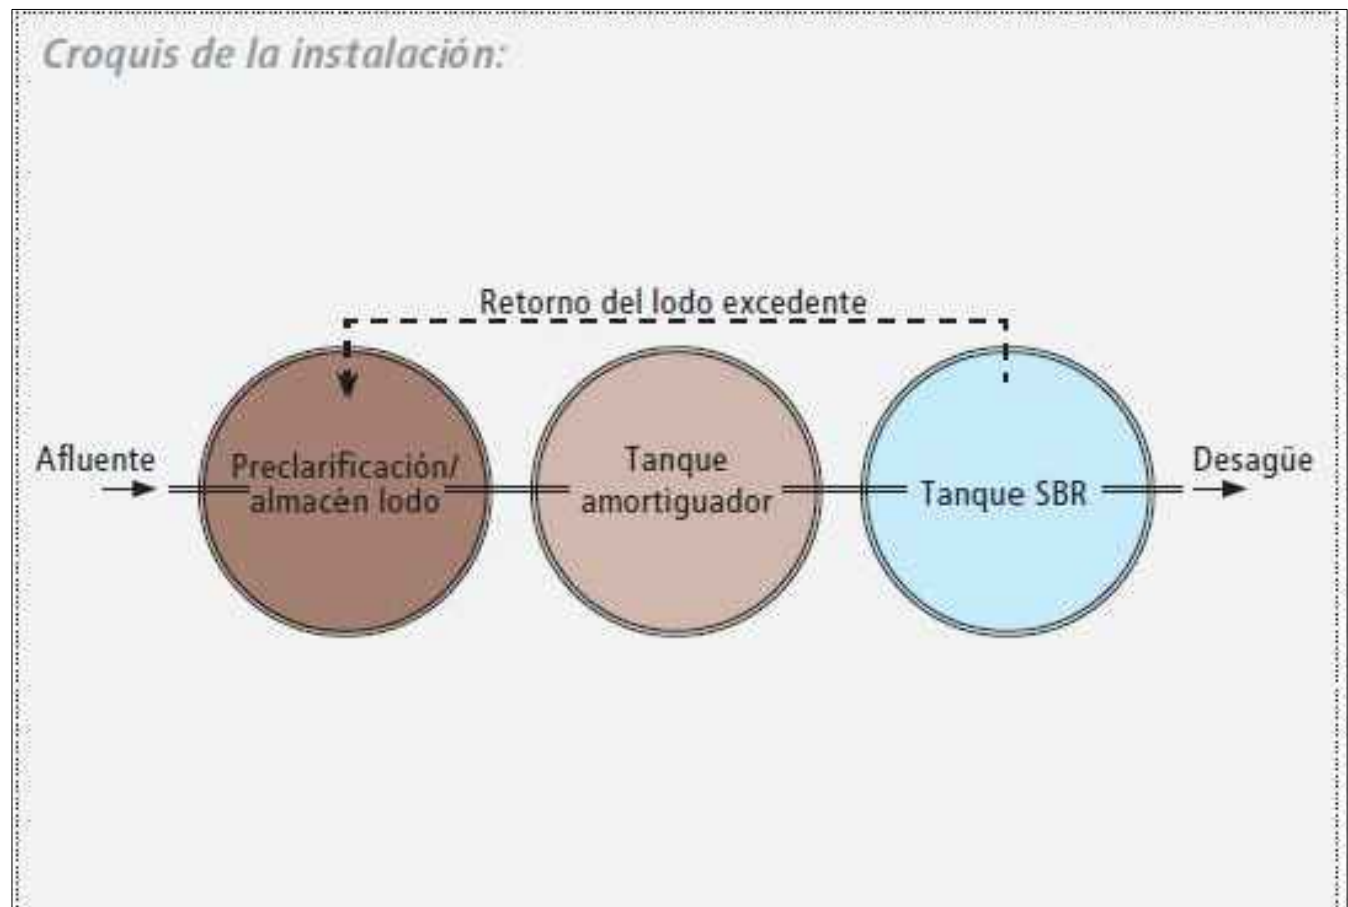 Croquis de la instalación:
Retorno del lodo excedente
Afluente
Preclarificación/
almacén lodo
Tanque
amortiguador
Tanque SBR
Desagüe